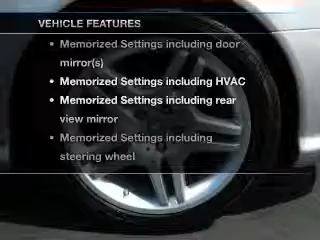 VEHICLE FEATURES
• Memorized Settings including door
mirror(s)
• Memorized Settings including HVAC
• Memorized Settings including rear
view mirror
• Memorized Settings including
steering wheel